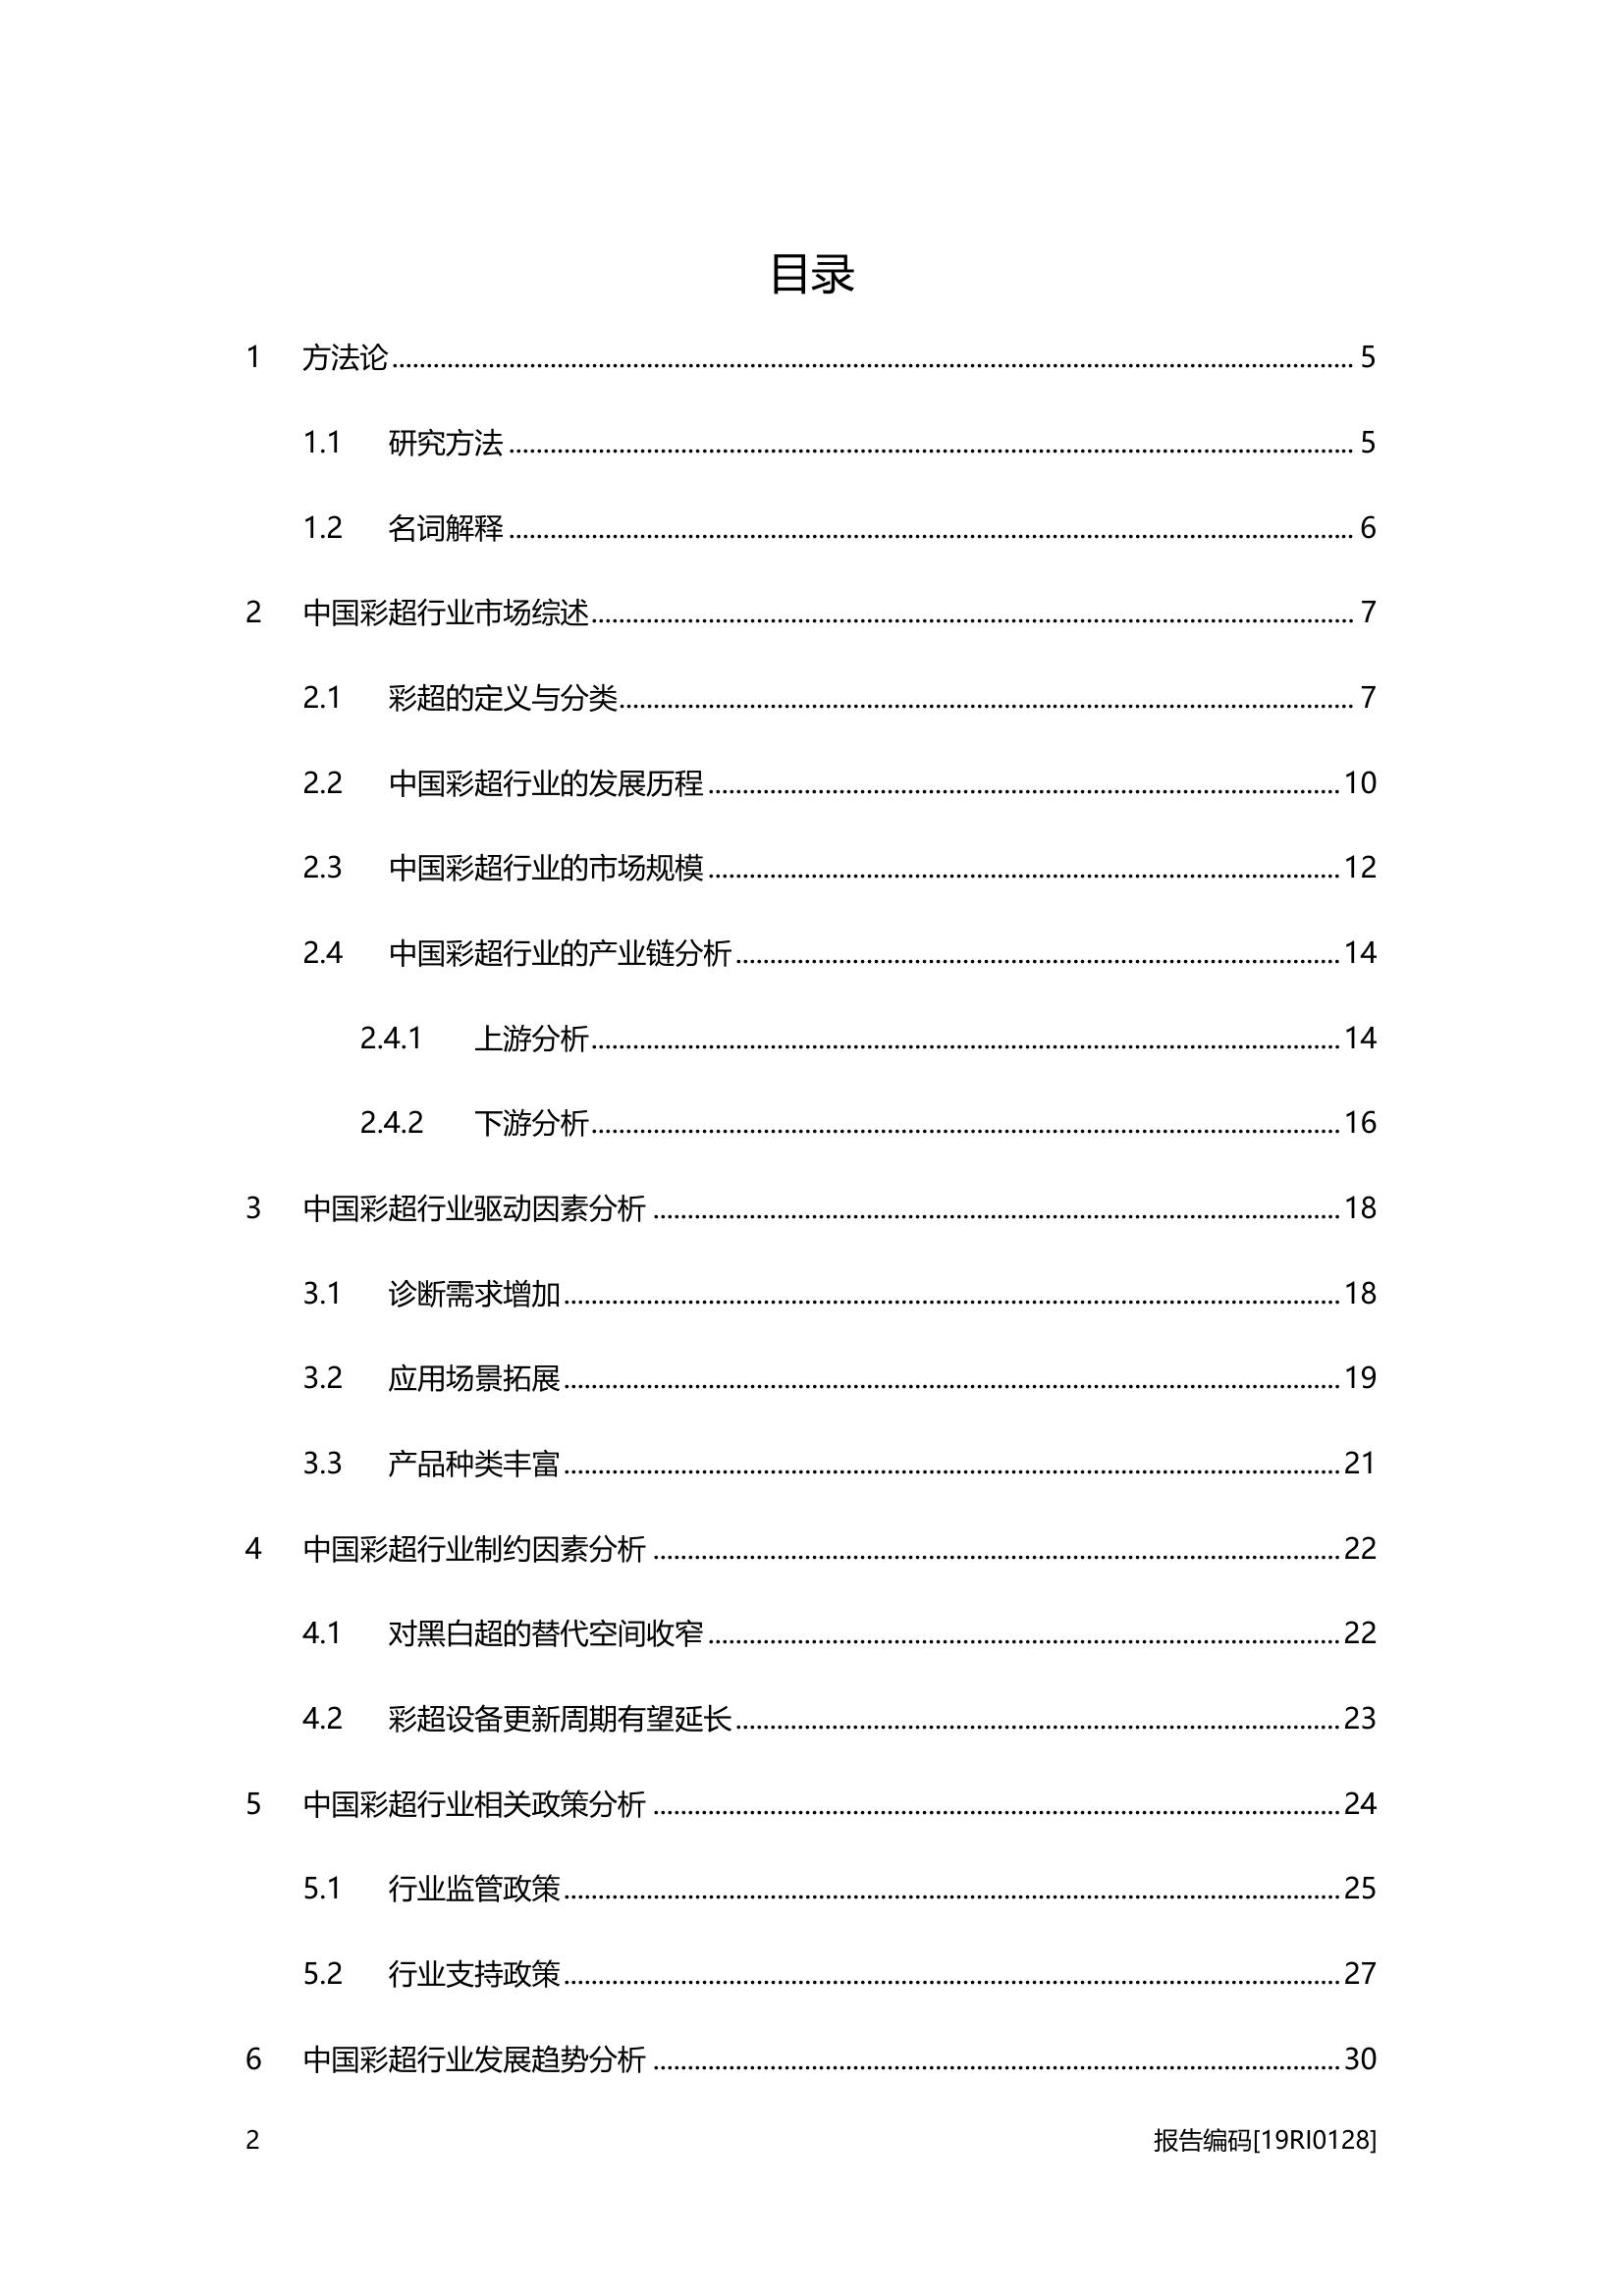 目录
1 方法论 5
1.1 研究方法 5
1.2 名词解释 6
2 中国彩超行业市场综述 7
2.1 彩超的定义与分类 7
2.2 中国彩超行业的发展历程 10
2.3 中国彩超行业的市场规模 12
2.4 中国彩超行业的产业链分析 14
2.4.1 上游分析 14
2.4.2 下游分析 16
3 中国彩超行业驱动因素分析 18
3.1 诊断需求增加 18
3.2 应用场景拓展 19
3.3 产品种类丰富 21
4 中国彩超行业制约因素分析 22
4.1 对黑白超的替代空间收窄 22
4.2 彩超设备更新周期有望延长 23
5 中国彩超行业相关政策分析 24
5.1 行业监管政策 25
5.2 行业支持政策 27
6 中国彩超行业发展趋势分析 30
2 报告编码[19RI0128]